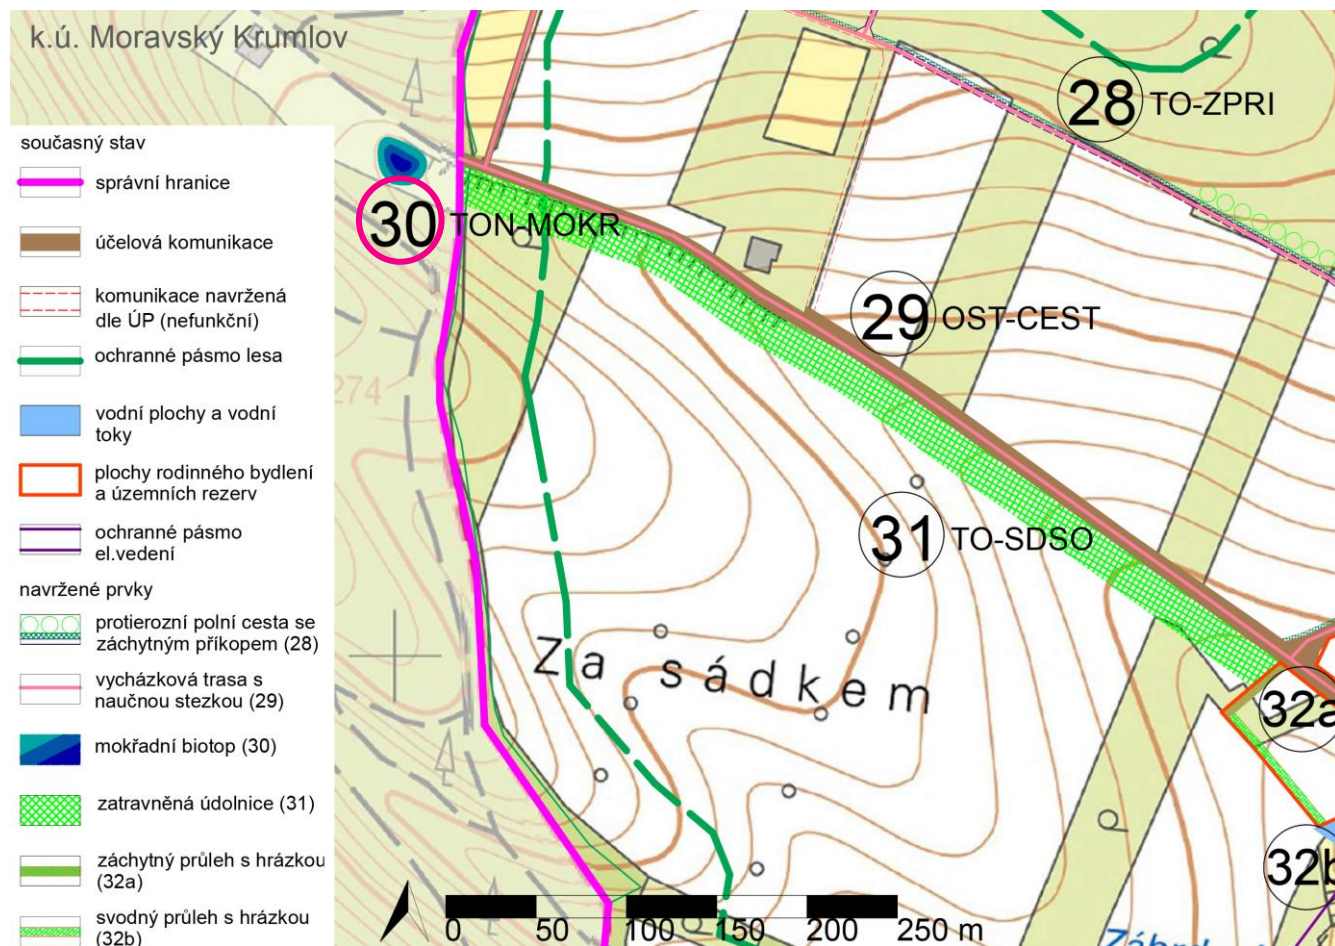 k.ú. Moravský Krumlov
současný stav
správní hranice
účelová komunikace
komunikace navržená
dle ÚP (nefunkční)
ochranné pásmo lesa
vodní plochy a vodní
toky
plochy rodinného bydlení
a územních rezerv
ochranné pásmo
el.vedení
navržené prvky
protierozní polní cesta se
záchytným příkopem (28)
vycházková trasa s
naučnou stezkou (29)
mokřadní biotop (30)
zatravněná údolnice (31)
záchytný průleh s hrázkou
(32a)
svodný průleh s hrázkou
(32b)
28 TO-ZPRI
30 TON-MOKR
29 OST-CEST
274
31 TO-SDSO
Za sádkem
32a
32b
0 50 100 150 200 250 m